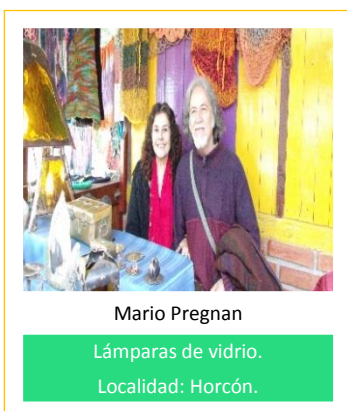 Mario Pregnan
Lámparas de vidrio.
Localidad: Horcón.